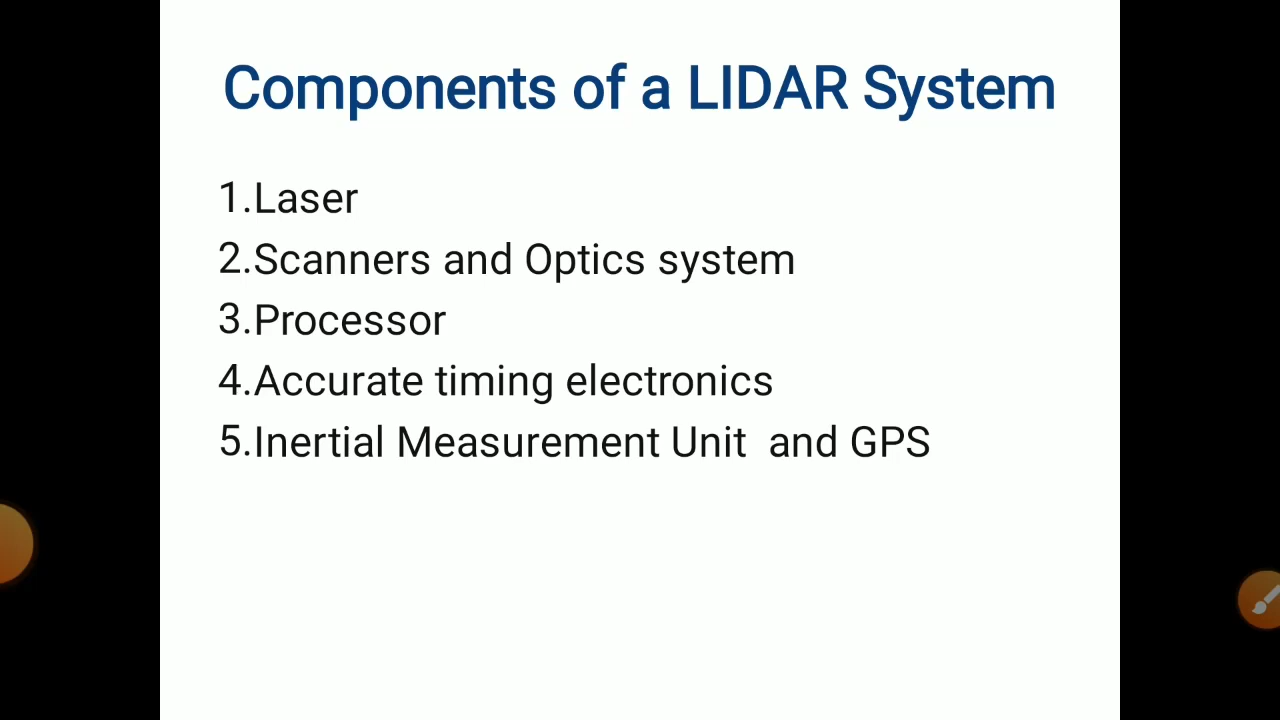 Components of a LIDAR System
1.Laser
2.Scanners and Optics system
3.Processor
4.Accurate timing electronics
5.Inertial Measurement Unit  and GPS